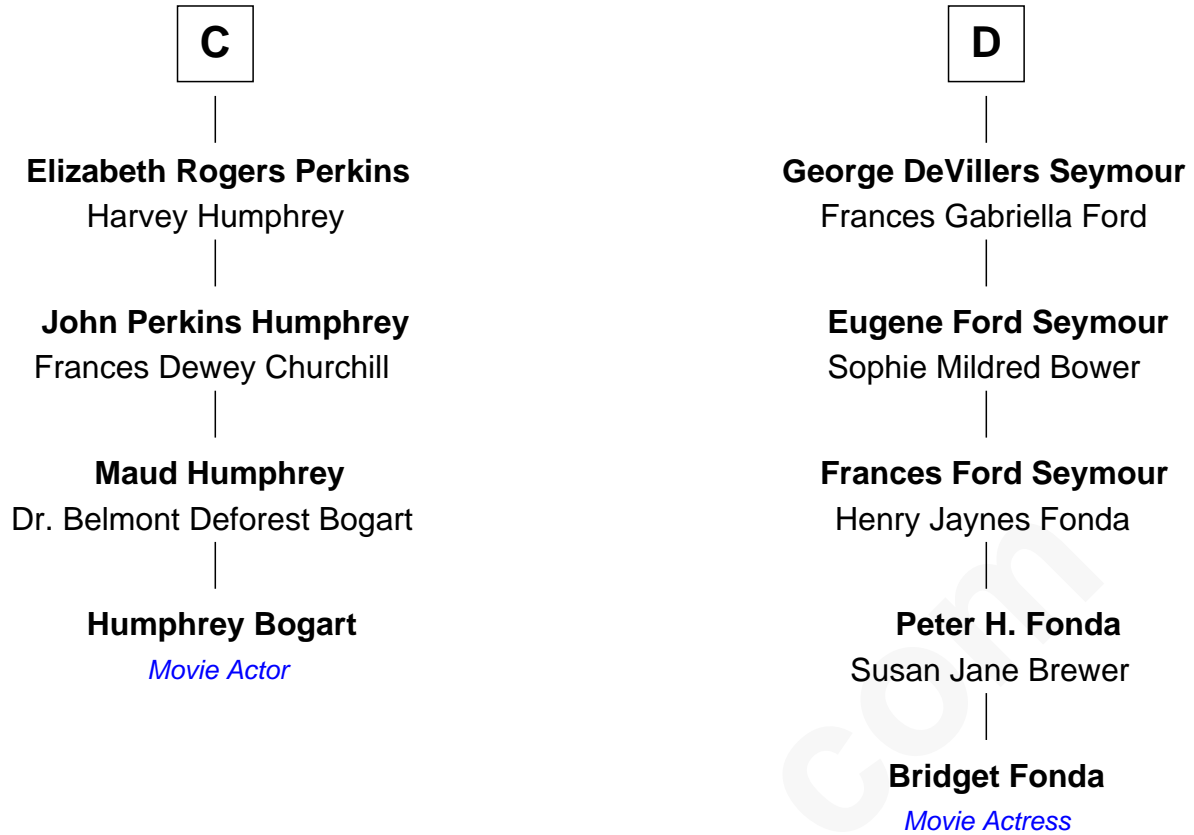 C
Elizabeth Rogers Perkins
Harvey Humphrey
John Perkins Humphrey
Frances Dewey Churchill
Maud Humphrey
Dr. Belmont Deforest Bogart
Humphrey Bogart
Movie Actor
D
George DeVillers Seymour
Frances Gabriella Ford
Eugene Ford Seymour
Sophie Mildred Bower
Frances Ford Seymour
Henry Jaynes Fonda
Peter H. Fonda
Susan Jane Brewer
Bridget Fonda
Movie Actress
com